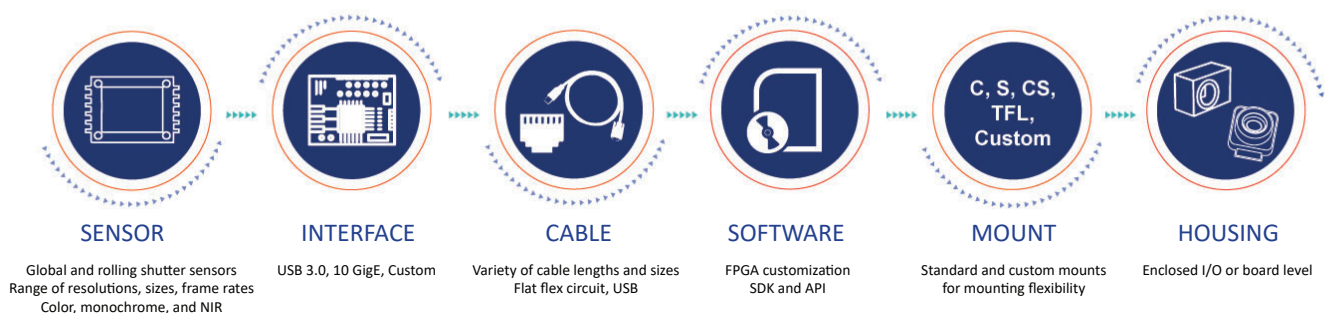 C, S, CS,
TFL,
Custom
SENSOR
Global and rolling shutter sensors
Range of resolutions, sizes, frame rates
Color, monochrome, and NIR
INTERFACE
USB 3.0, 10 GigE, Custom
CABLE
Variety of cable lengths and sizes
Flat flex circuit, USB
SOFTWARE
FPGA customization
SDK and API
MOUNT
Standard and custom mounts
for mounting flexibility
HOUSING
Enclosed I/O or board level